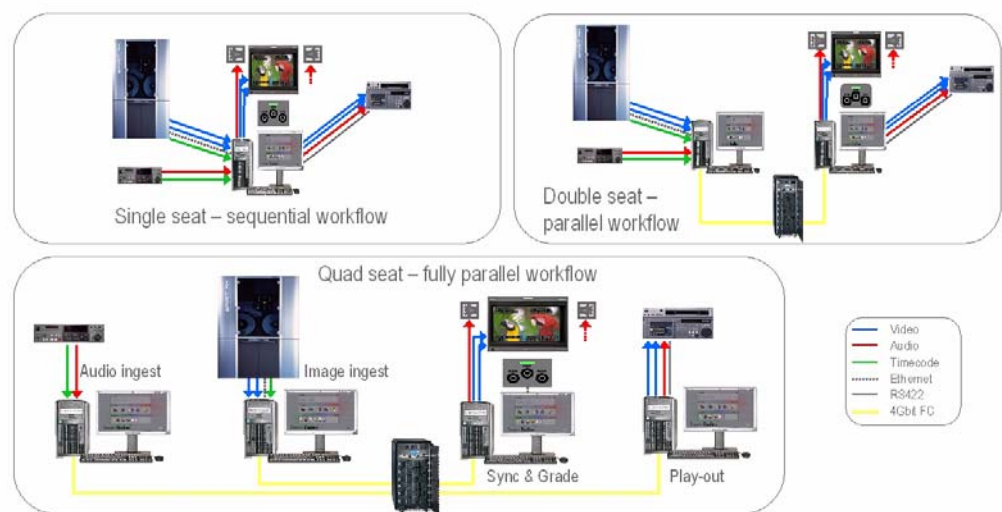 Single seat – sequential workflow
Double seat –
parallel workflow
Quad seat – fully parallel workflow
Audio ingest
Image ingest
Sync & Grade
Play-out
Video
Audio
Timecode
Ethernet
RS422
4Gbit FC